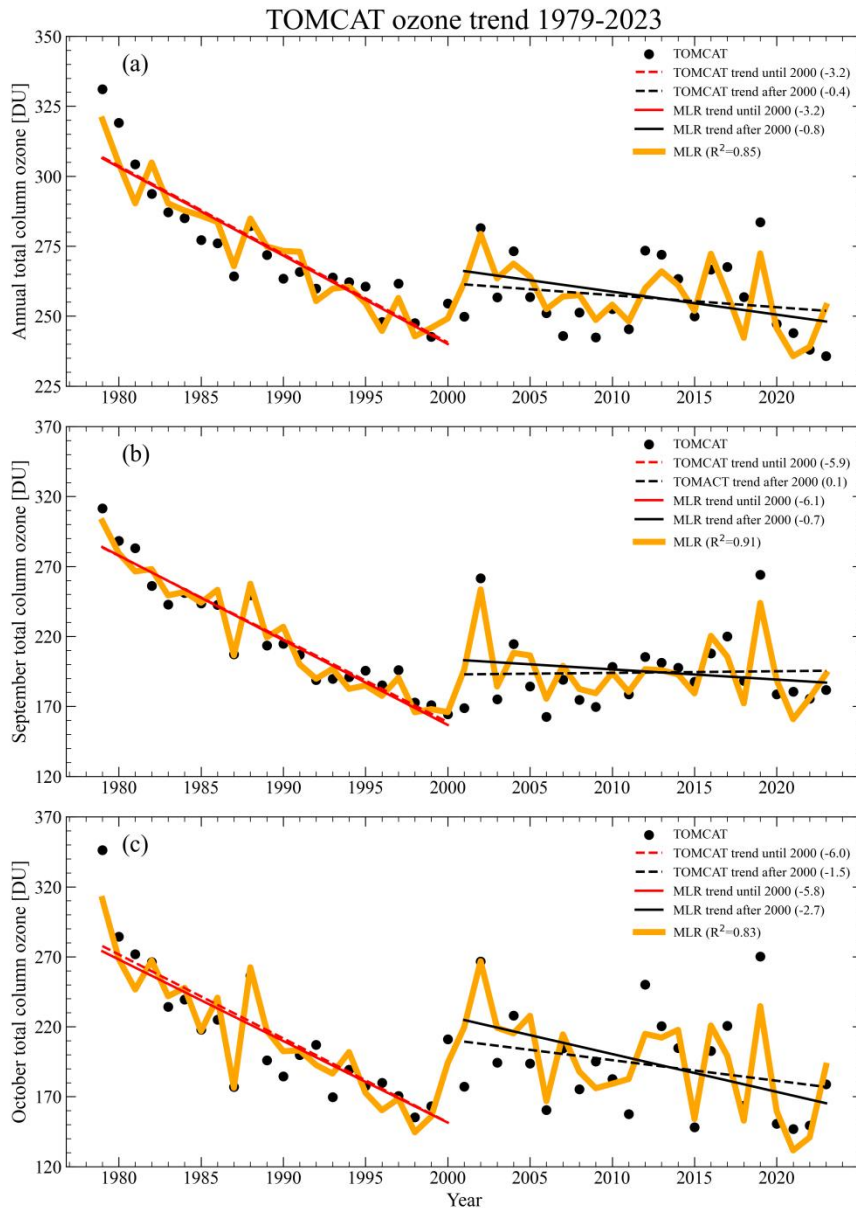 TOMCAT ozone trend 1979-2023
350
325
300
275
250
225
Annual total column ozone [DU]
(a)
TOMCAT
TOMCAT trend until 2000 (-3.2)
TOMCAT trend after 2000 (-0.4)
MLR trend until 2000 (-3.2)
MLR trend after 2000 (-0.8)
MLR (R²=0.85)
1980 1985 1990 1995 2000 2005 2010 2015 2020
370
320
270
220
170
120
September total column ozone [DU]
(b)
TOMCAT
TOMCAT trend until 2000 (-5.9)
TOMACT trend after 2000 (0.1)
MLR trend until 2000 (-6.1)
MLR trend after 2000 (-0.7)
MLR (R²=0.91)
1980 1985 1990 1995 2000 2005 2010 2015 2020
370
320
270
220
170
120
October total column ozone [DU]
(c)
TOMCAT
TOMCAT trend until 2000 (-6.0)
TOMCAT trend after 2000 (-1.5)
MLR trend until 2000 (-5.8)
MLR trend after 2000 (-2.7)
MLR (R²=0.83)
1980 1985 1990 1995 2000 2005 2010 2015 2020
Year